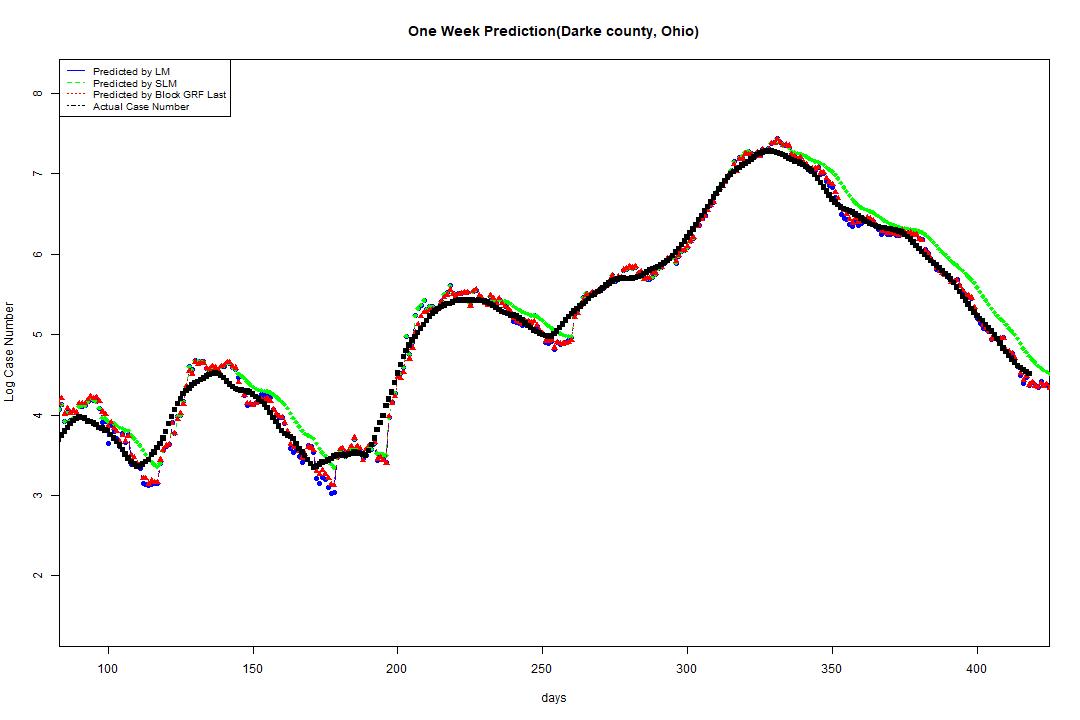 One Week Prediction(Darke county, Ohio)
Predicted by LM
Predicted by SLM
Predicted by Block GRF Last
Actual Case Number
8
7
6
5
4
3
2
Log Case Number
100 150 200 250 300 350 400
days